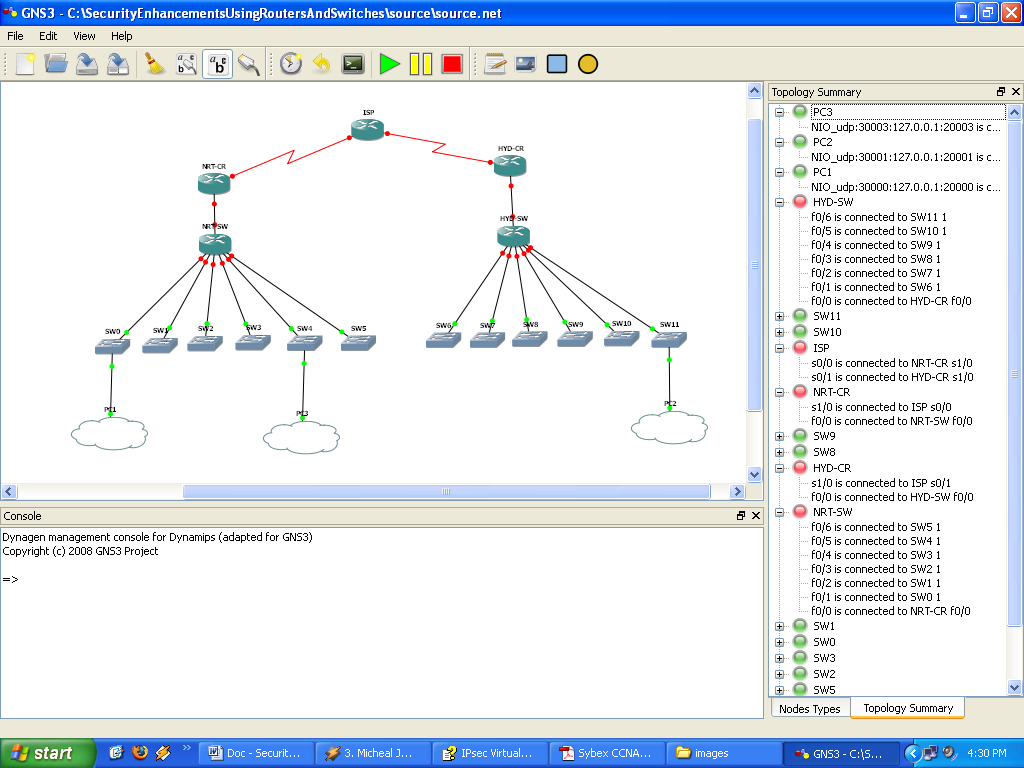 GNS3 - C:\SecurityEnhancementsUsingRoutersAndSwitches\source\source.net
File Edit View Help
ISP
NRT-CR
HYD-CR
NRT-SW
HYD-SW
SW0 SW1 SW2 SW3 SW4 SW5
SW6 SW7 SW8 SW9 SW10 SW11
PC1
PC3
PC2
Topology Summary
PC3
NIO_udp:30003:127.0.0.1:20003 is c...
PC2
NIO_udp:30001:127.0.0.1:20001 is c...
PC1
NIO_udp:30000:127.0.0.1:20000 is c...
HYD-SW
f0/6 is connected to SW11 1
f0/5 is connected to SW10 1
f0/4 is connected to SW9 1
f0/3 is connected to SW8 1
f0/2 is connected to SW7 1
f0/1 is connected to SW6 1
f0/0 is connected to HYD-CR f0/0
SW11
SW10
ISP
s0/0 is connected to NRT-CR s1/0
s0/1 is connected to HYD-CR s1/0
NRT-CR
s1/0 is connected to ISP s0/0
f0/0 is connected to NRT-SW f0/0
SW9
SW8
HYD-CR
s1/0 is connected to ISP s0/1
f0/0 is connected to HYD-SW f0/0
NRT-SW
f0/6 is connected to SW5 1
f0/5 is connected to SW4 1
f0/4 is connected to SW3 1
f0/3 is connected to SW2 1
f0/2 is connected to SW1 1
f0/1 is connected to SW0 1
f0/0 is connected to NRT-CR f0/0
SW1
SW0
SW3
SW2
SW5
Nodes Types Topology Summary
Console
Dynagen management console for Dynamips (adapted for GNS3)
Copyright (c) 2008 GNS3 Project
=>
start
Doc - Securit...
3. Micheal J...
IPsec Virtual...
Sybex CCNA...
images
GNS3 - C:\S...
4:30 PM